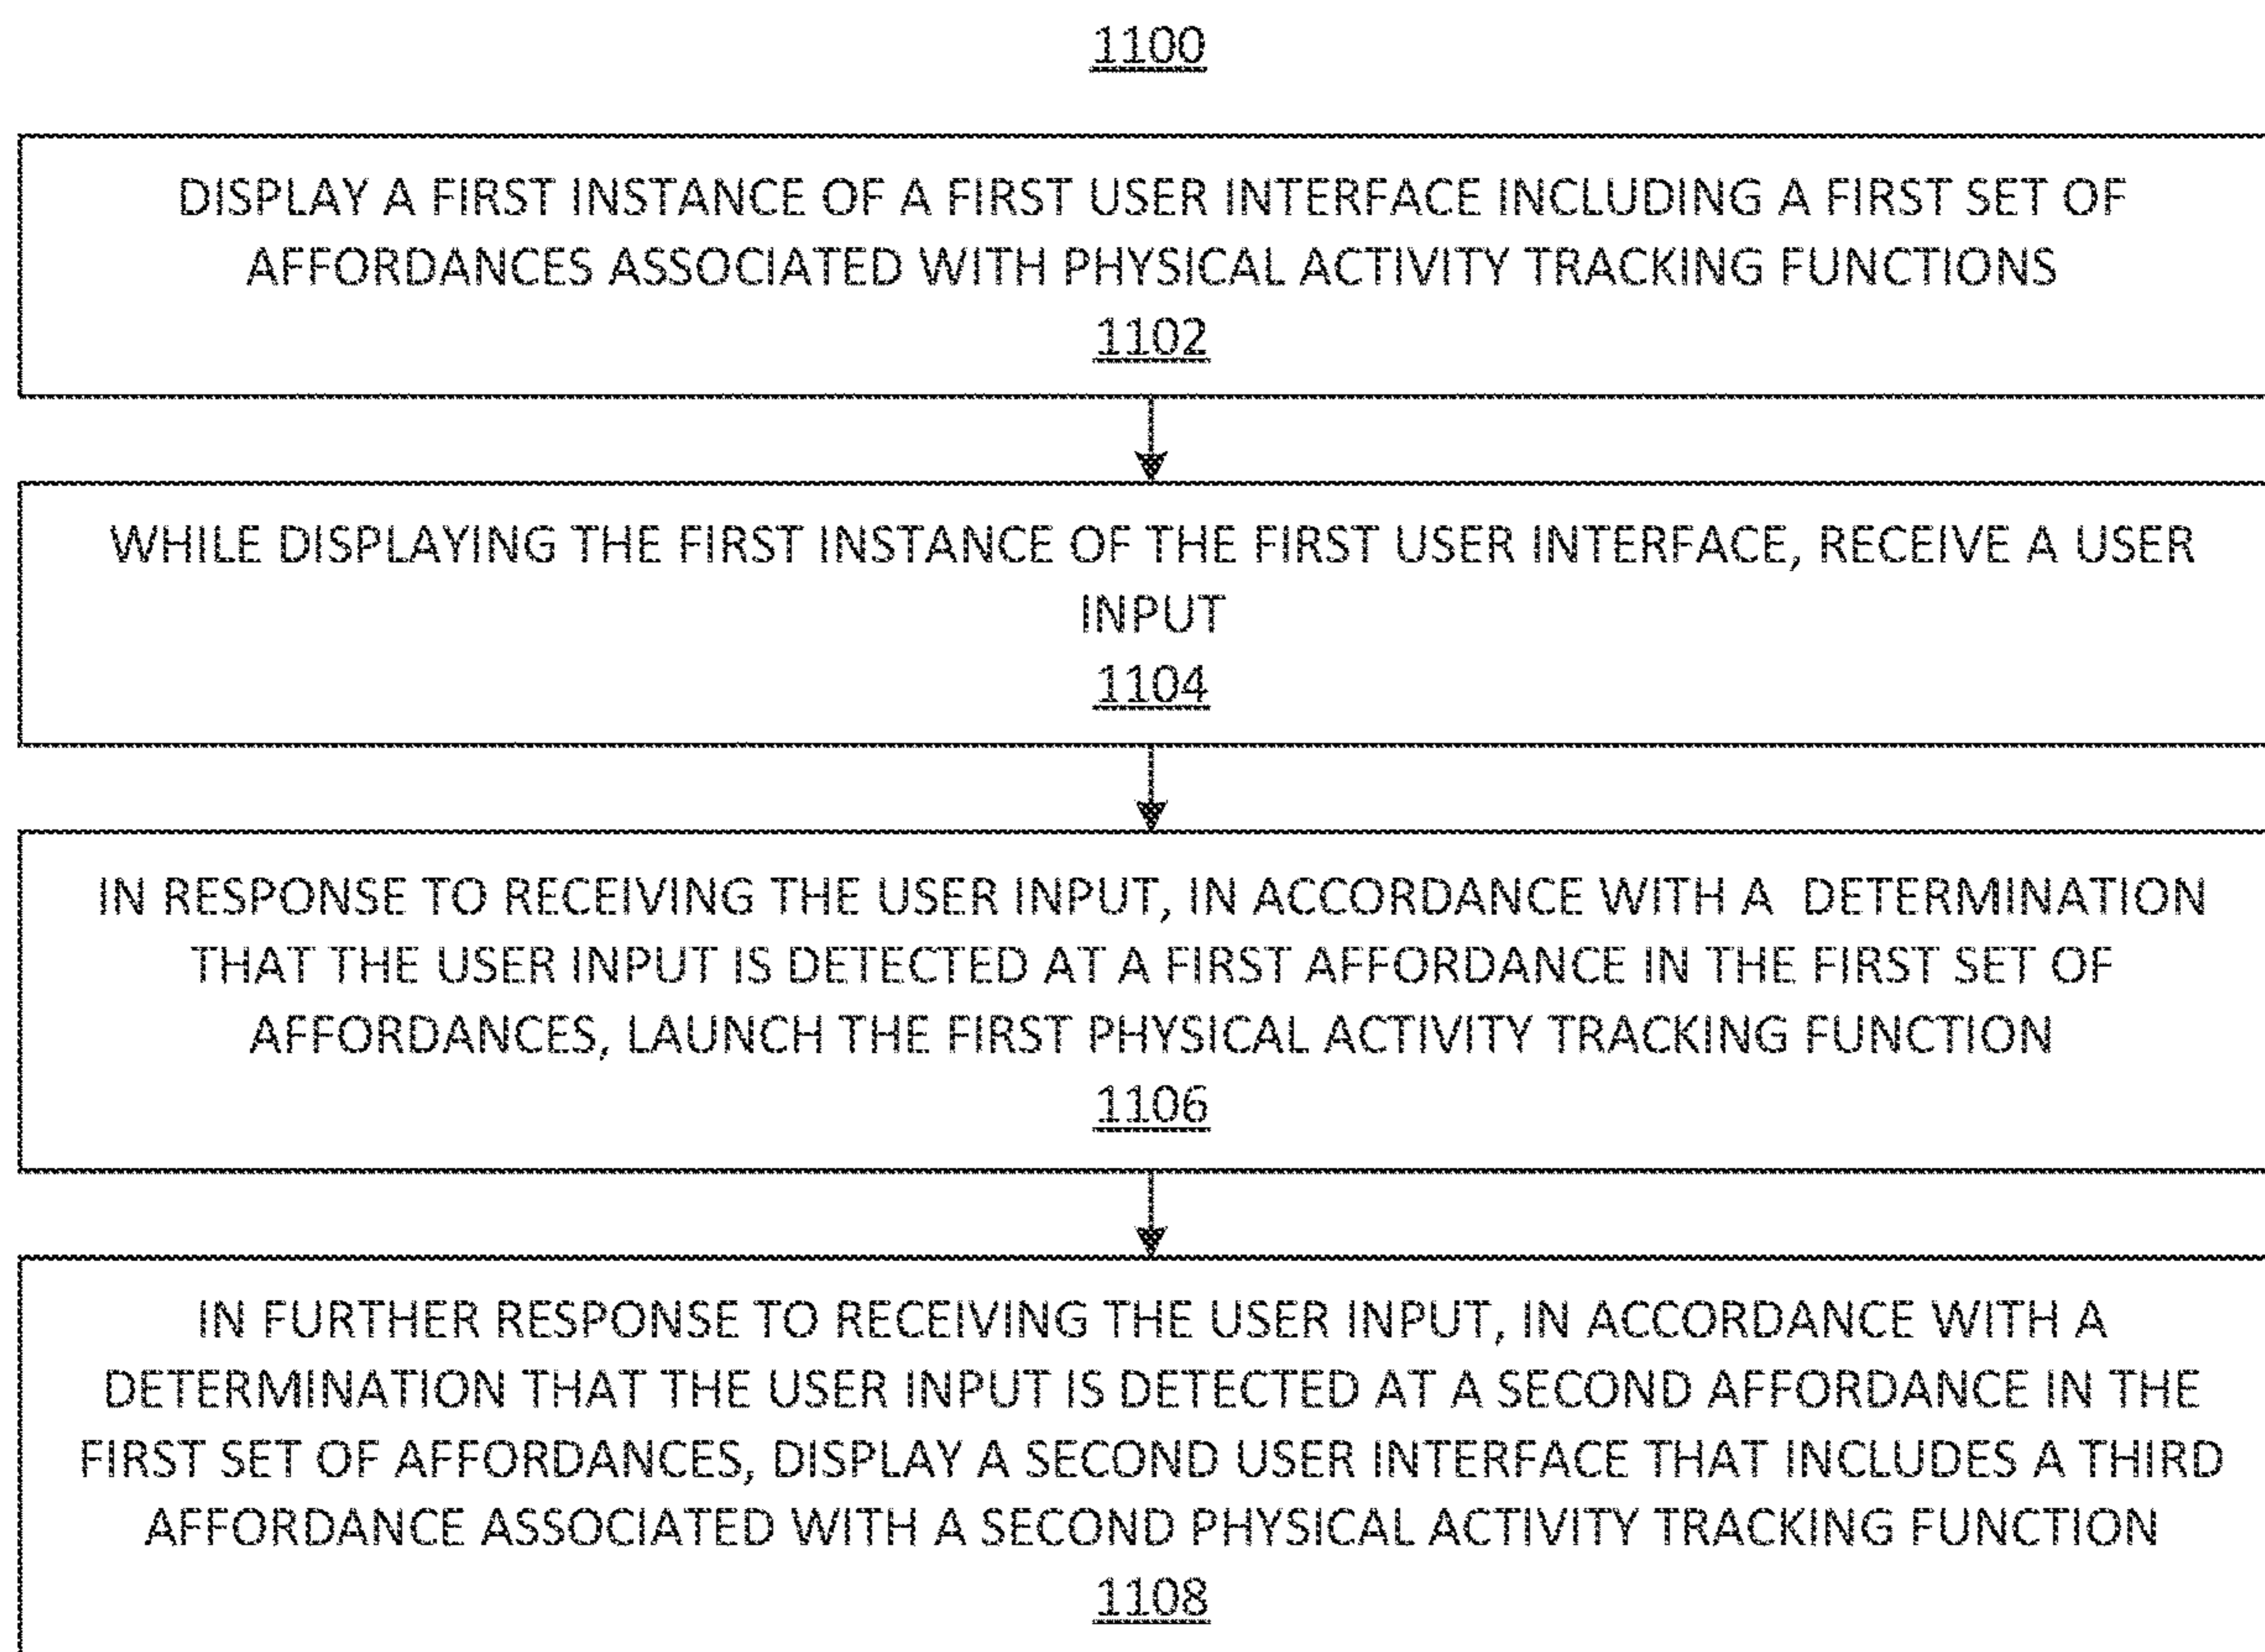 1100
DISPLAY A FIRST INSTANCE OF A FIRST USER INTERFACE INCLUDING A FIRST SET OF
AFFORDANCES ASSOCIATED WITH PHYSICAL ACTIVITY TRACKING FUNCTIONS
1102
WHILE DISPLAYING THE FIRST INSTANCE OF THE FIRST USER INTERFACE, RECEIVE A USER
INPUT
1104
IN RESPONSE TO RECEIVING THE USER INPUT, IN ACCORDANCE WITH A DETERMINATION
THAT THE USER INPUT IS DETECTED AT A FIRST AFFORDANCE IN THE FIRST SET OF
AFFORDANCES, LAUNCH THE FIRST PHYSICAL ACTIVITY TRACKING FUNCTION
1106
IN FURTHER RESPONSE TO RECEIVING THE USER INPUT, IN ACCORDANCE WITH A
DETERMINATION THAT THE USER INPUT IS DETECTED AT A SECOND AFFORDANCE IN THE
FIRST SET OF AFFORDANCES, DISPLAY A SECOND USER INTERFACE THAT INCLUDES A THIRD
AFFORDANCE ASSOCIATED WITH A SECOND PHYSICAL ACTIVITY TRACKING FUNCTION
1108